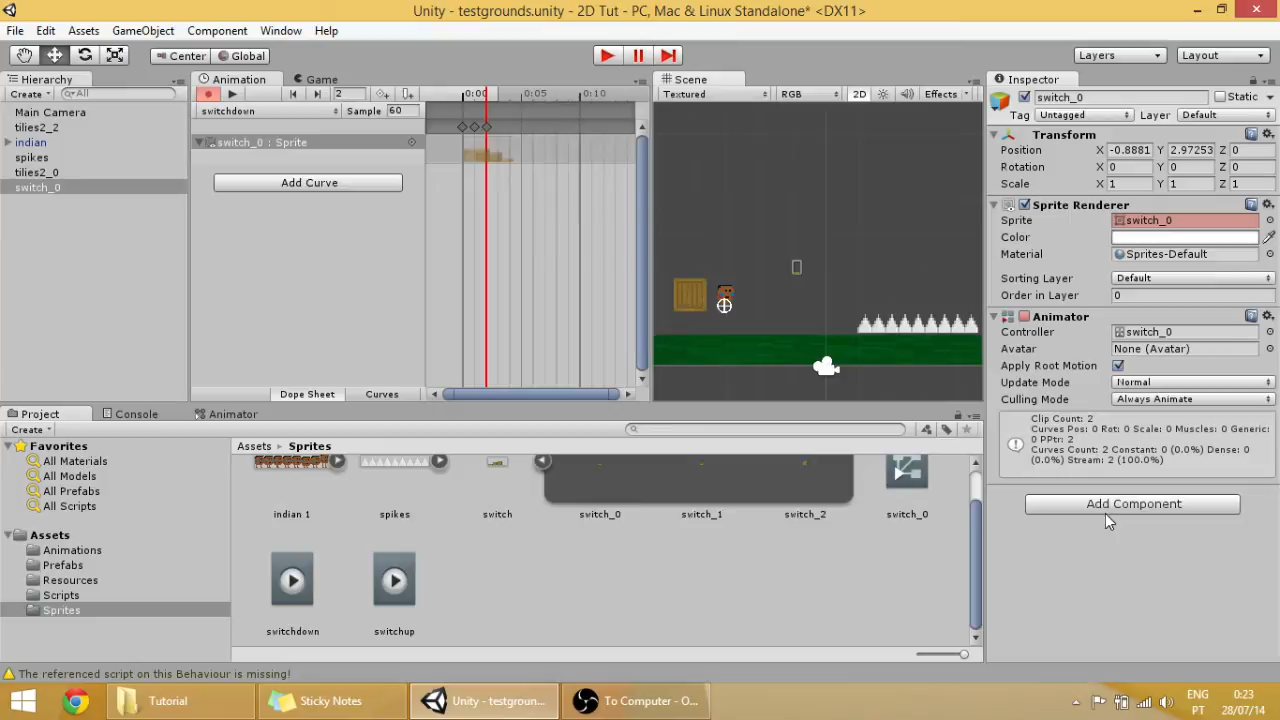 Unity - testgrounds.unity - 2D Tut - PC, Mac & Linux Standalone* <DX11>
File Edit Assets GameObject Component Window Help
Center Global Layers Layout
Hierarchy Animation Game Scene Inspector
Create All 2 0:00 0:05 0:10 Textured RGB 2D Effects switch_0 Static
switchdown Sample 60 Tag Untagged Layer Default
Main Camera
tilies2_2
indian
spikes
tilies2_0
switch_0
switch_0 : Sprite
Add Curve
Dope Sheet Curves
Transform
Position X -0.8881 Y 2.97253 Z 0
Rotation X 0 Y 0 Z 0
Scale X 1 Y 1 Z 1
Sprite Renderer
Sprite switch_0
Color
Material Sprites-Default
Sorting Layer Default
Order in Layer 0
Animator
Controller switch_0
Avatar None (Avatar)
Apply Root Motion
Update Mode Normal
Culling Mode Always Animate
Clip Count: 2
Curves Pos: 0 Rot: 0 Scale: 0 Muscles: 0 Generic:
0 PPtr: 2
Curves Count: 2 Constant: 0 (0.0%) Dense: 0
(0.0%) Stream: 2 (100.0%)
Add Component
Project Console Animator
Create
Favorites
All Materials
All Models
All Prefabs
All Scripts
Assets
Animations
Prefabs
Resources
Scripts
Sprites
Assets Sprites
indian 1 spikes switch switch_0 switch_1 switch_2 switch_0
switchdown switchup
The referenced script on this Behaviour is missing!
Tutorial Sticky Notes Unity - testgroun... To Computer - O...
ENG 0:23
PT 28/07/14